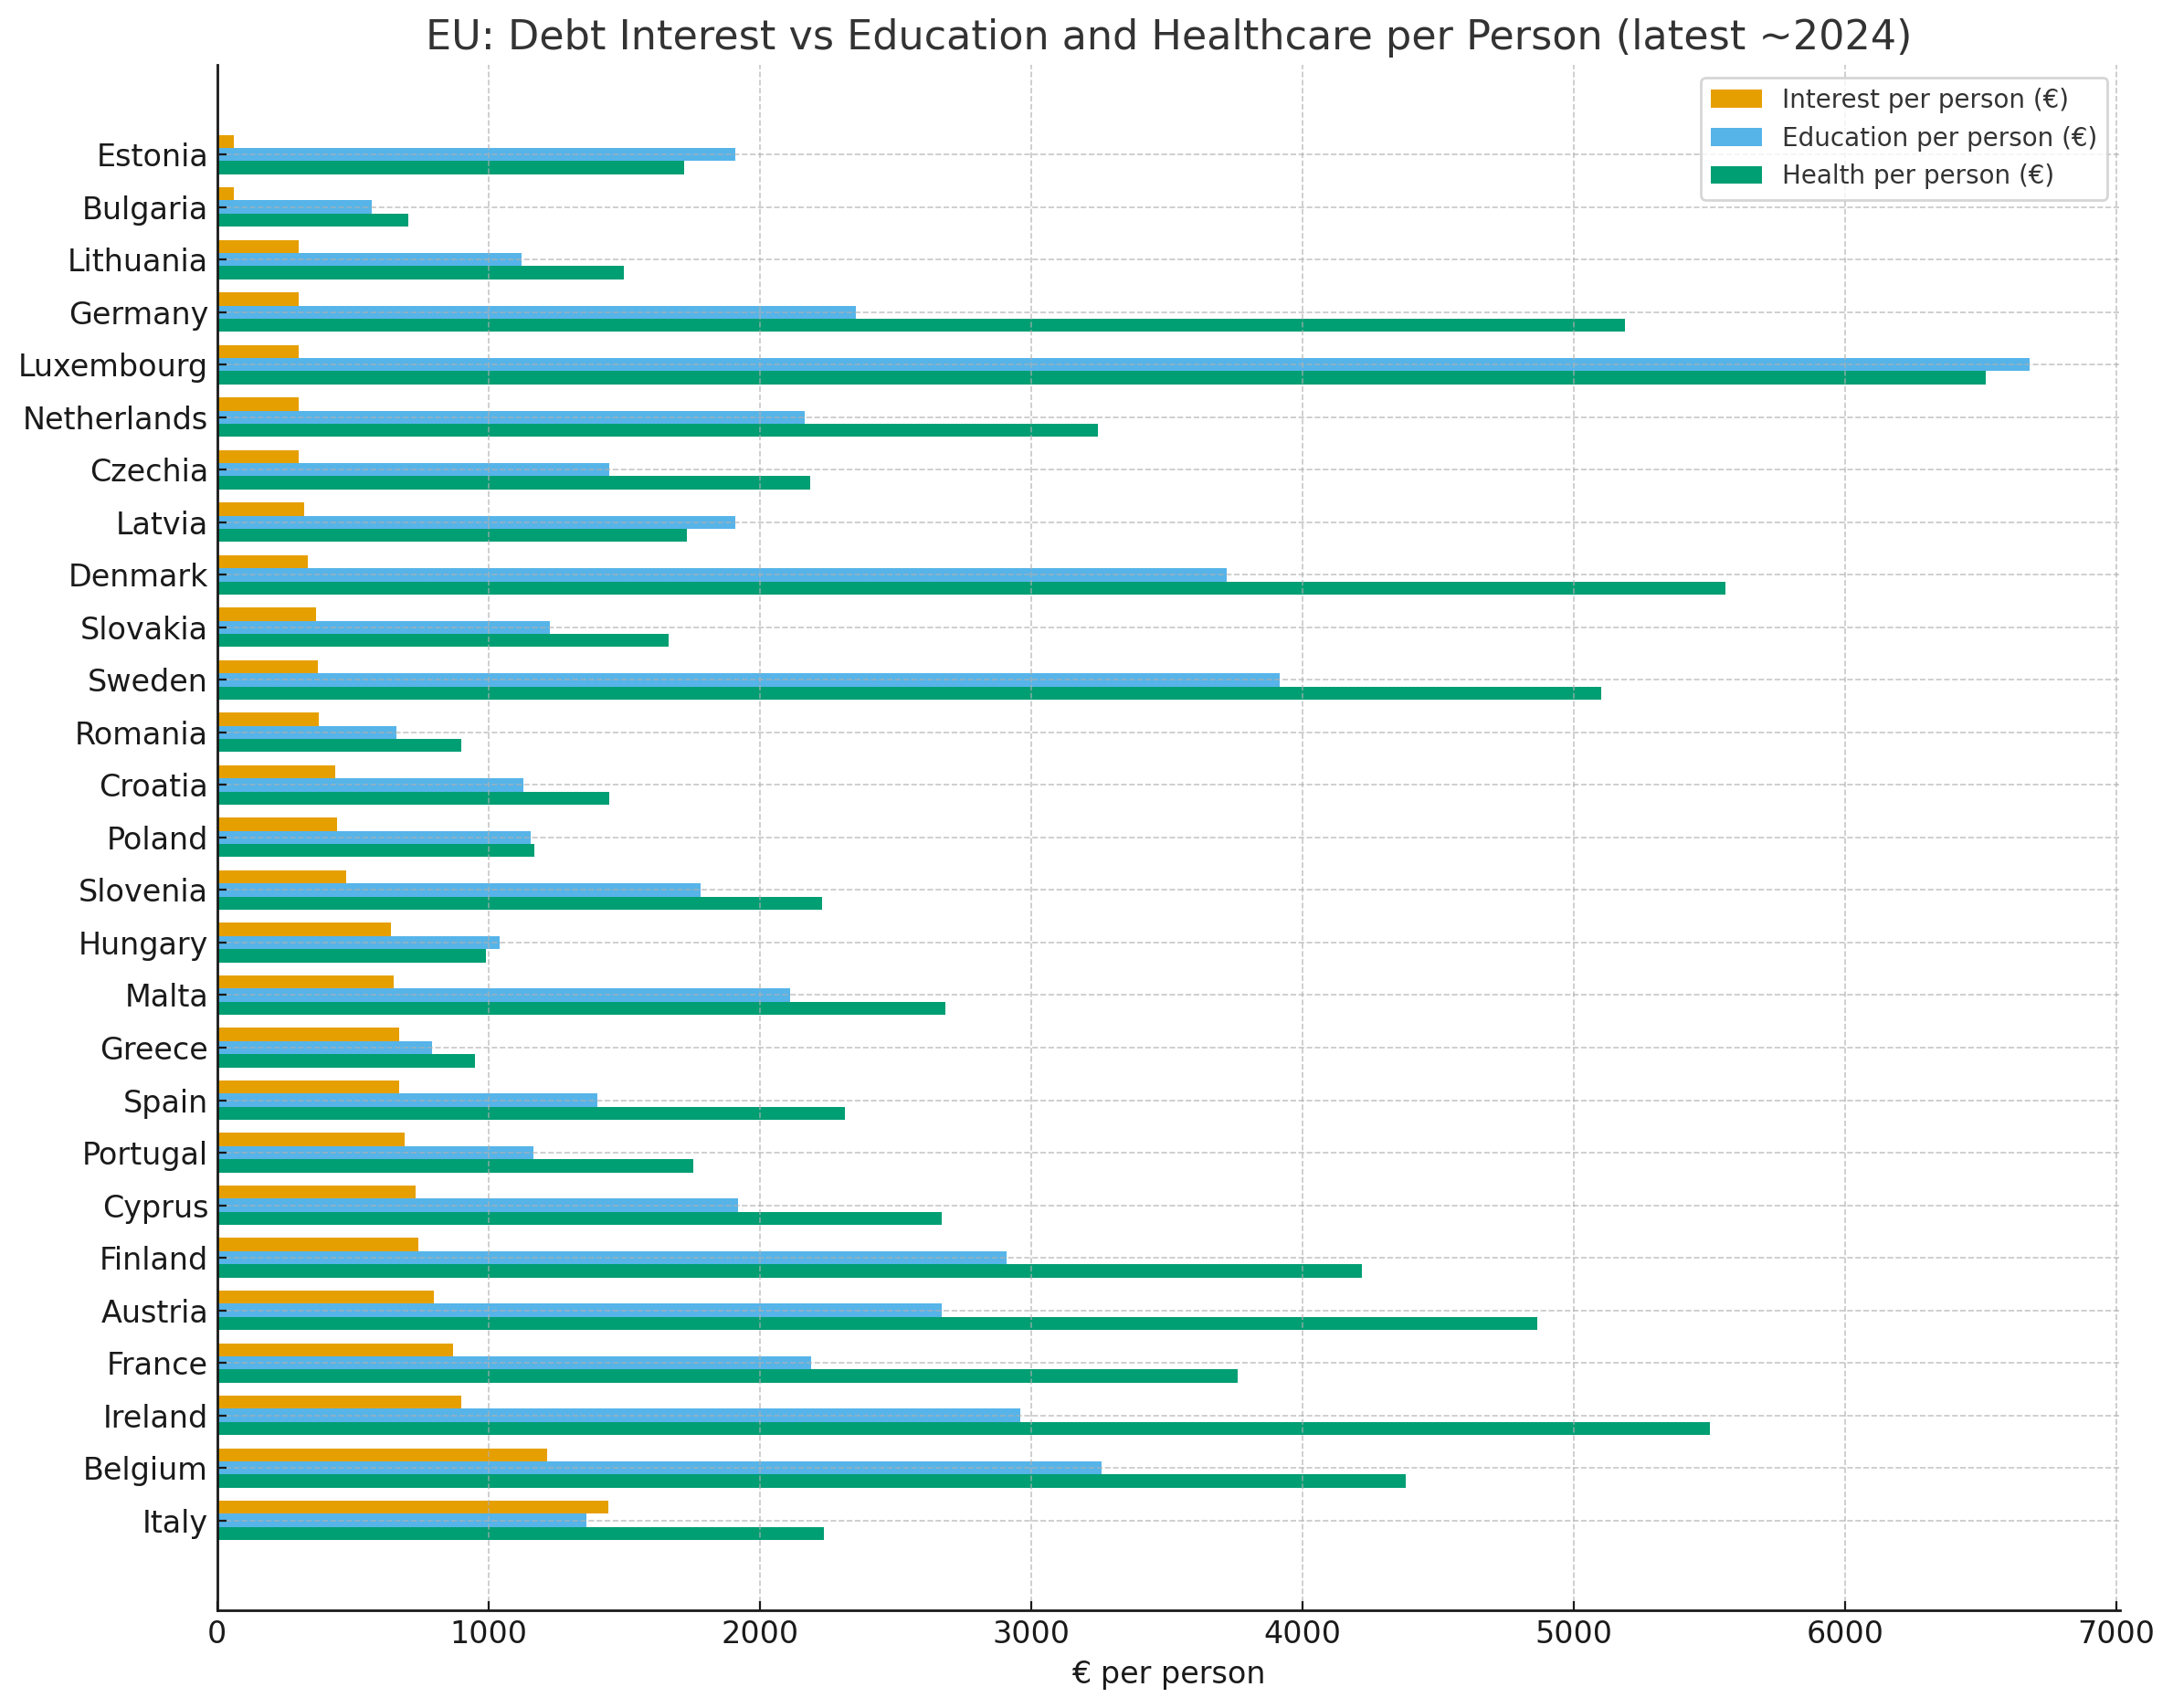 EU: Debt Interest vs Education and Healthcare per Person (latest ~2024)
Interest per person (€)
Education per person (€)
Health per person (€)
Estonia
Bulgaria
Lithuania
Germany
Luxembourg
Netherlands
Czechia
Latvia
Denmark
Slovakia
Sweden
Romania
Croatia
Poland
Slovenia
Hungary
Malta
Greece
Spain
Portugal
Cyprus
Finland
Austria
France
Ireland
Belgium
Italy
0 1000 2000 3000 4000 5000 6000 7000
€ per person